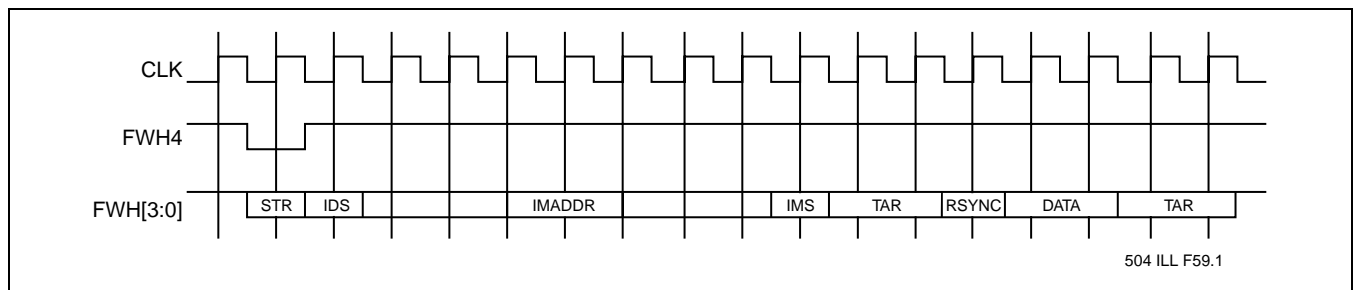 CLK
FWH4
FWH[3:0] STR IDS IMADDR IMS TAR RSYNC DATA TAR
504 ILL F59.1